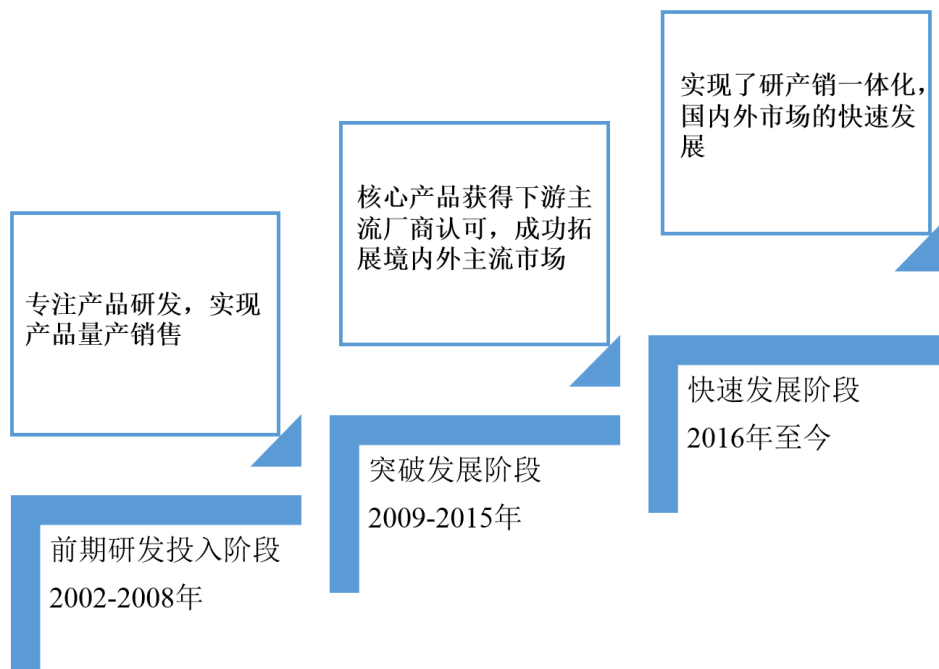 专注产品研发，实现
产品量产销售
前期研发投入阶段
2002-2008年
核心产品获得下游主
流厂商认可，成功拓
展境内外主流市场
突破发展阶段
2009-2015年
实现了研产销一体化，
国内外市场的快速发
展
快速发展阶段
2016年至今